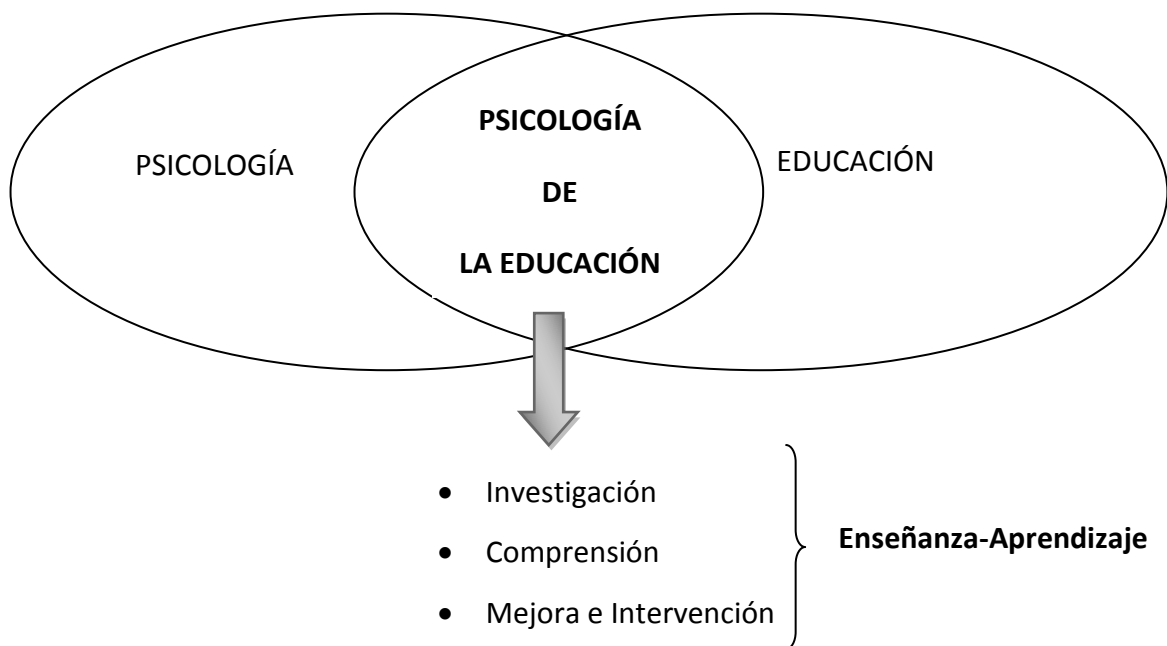 PSICOLOGÍA
PSICOLOGÍA
DE
LA EDUCACIÓN
EDUCACIÓN
• Investigación
• Comprensión
• Mejora e Intervención
Enseñanza-Aprendizaje